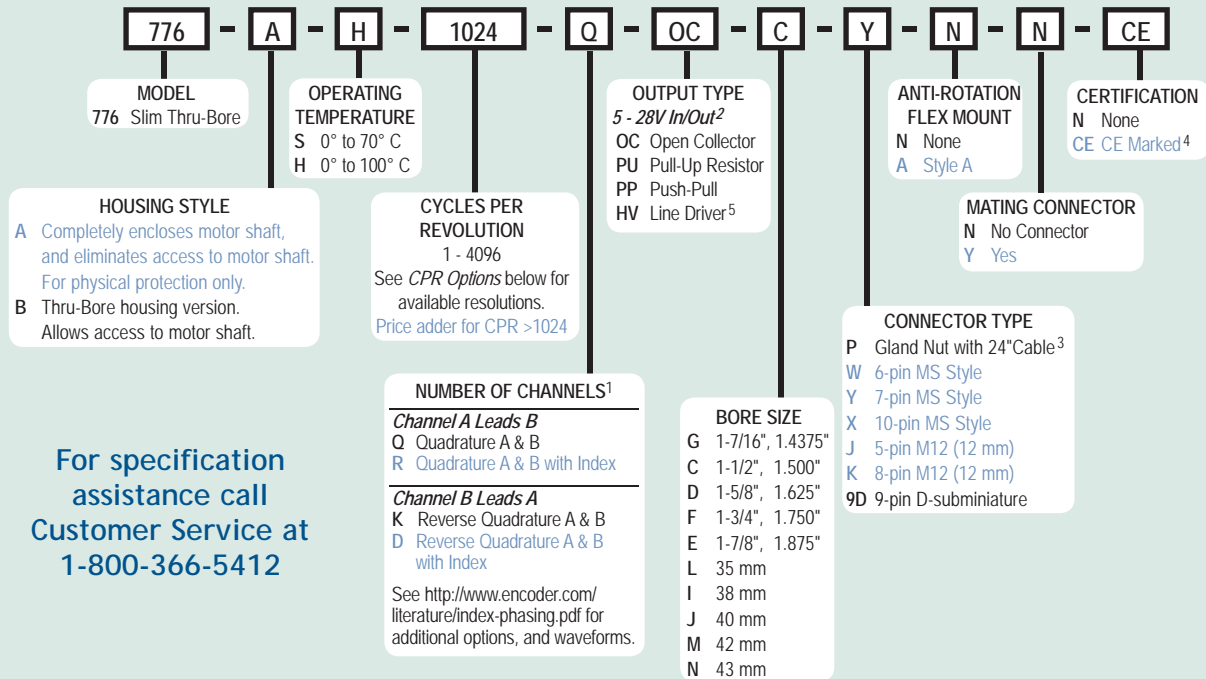 776 - A - H - 1024 - Q - OC - C - Y - N - N - CE
MODEL
776 Slim Thru-Bore
HOUSING STYLE
A Completely encloses motor shaft,
and eliminates access to motor shaft.
For physical protection only.
B Thru-Bore housing version.
Allows access to motor shaft.
OPERATING
TEMPERATURE
S 0° to 70° C
H 0° to 100° C
CYCLES PER
REVOLUTION
1 - 4096
See CPR Options below for
available resolutions.
Price adder for CPR >1024
NUMBER OF CHANNELS1
Channel A Leads B
Q Quadrature A & B
R Quadrature A & B with Index
Channel B Leads A
K Reverse Quadrature A & B
D Reverse Quadrature A & B
with Index
See http://www.encoder.com/
literature/index-phasing.pdf for
additional options, and waveforms.
OUTPUT TYPE
5 - 28V In/Out2
OC Open Collector
PU Pull-Up Resistor
PP Push-Pull
HV Line Driver5
BORE SIZE
G 1-7/16", 1.4375"
C 1-1/2", 1.500"
D 1-5/8", 1.625"
F 1-3/4", 1.750"
E 1-7/8", 1.875"
L 35 mm
I 38 mm
J 40 mm
M 42 mm
N 43 mm
CONNECTOR TYPE
P Gland Nut with 24"Cable3
W 6-pin MS Style
Y 7-pin MS Style
X 10-pin MS Style
J 5-pin M12 (12 mm)
K 8-pin M12 (12 mm)
9D 9-pin D-subminiature
ANTI-ROTATION
FLEX MOUNT
N None
A Style A
MATING CONNECTOR
N No Connector
Y Yes
CERTIFICATION
N None
CE CE Marked4
For specification
assistance call
Customer Service at
1-800-366-5412